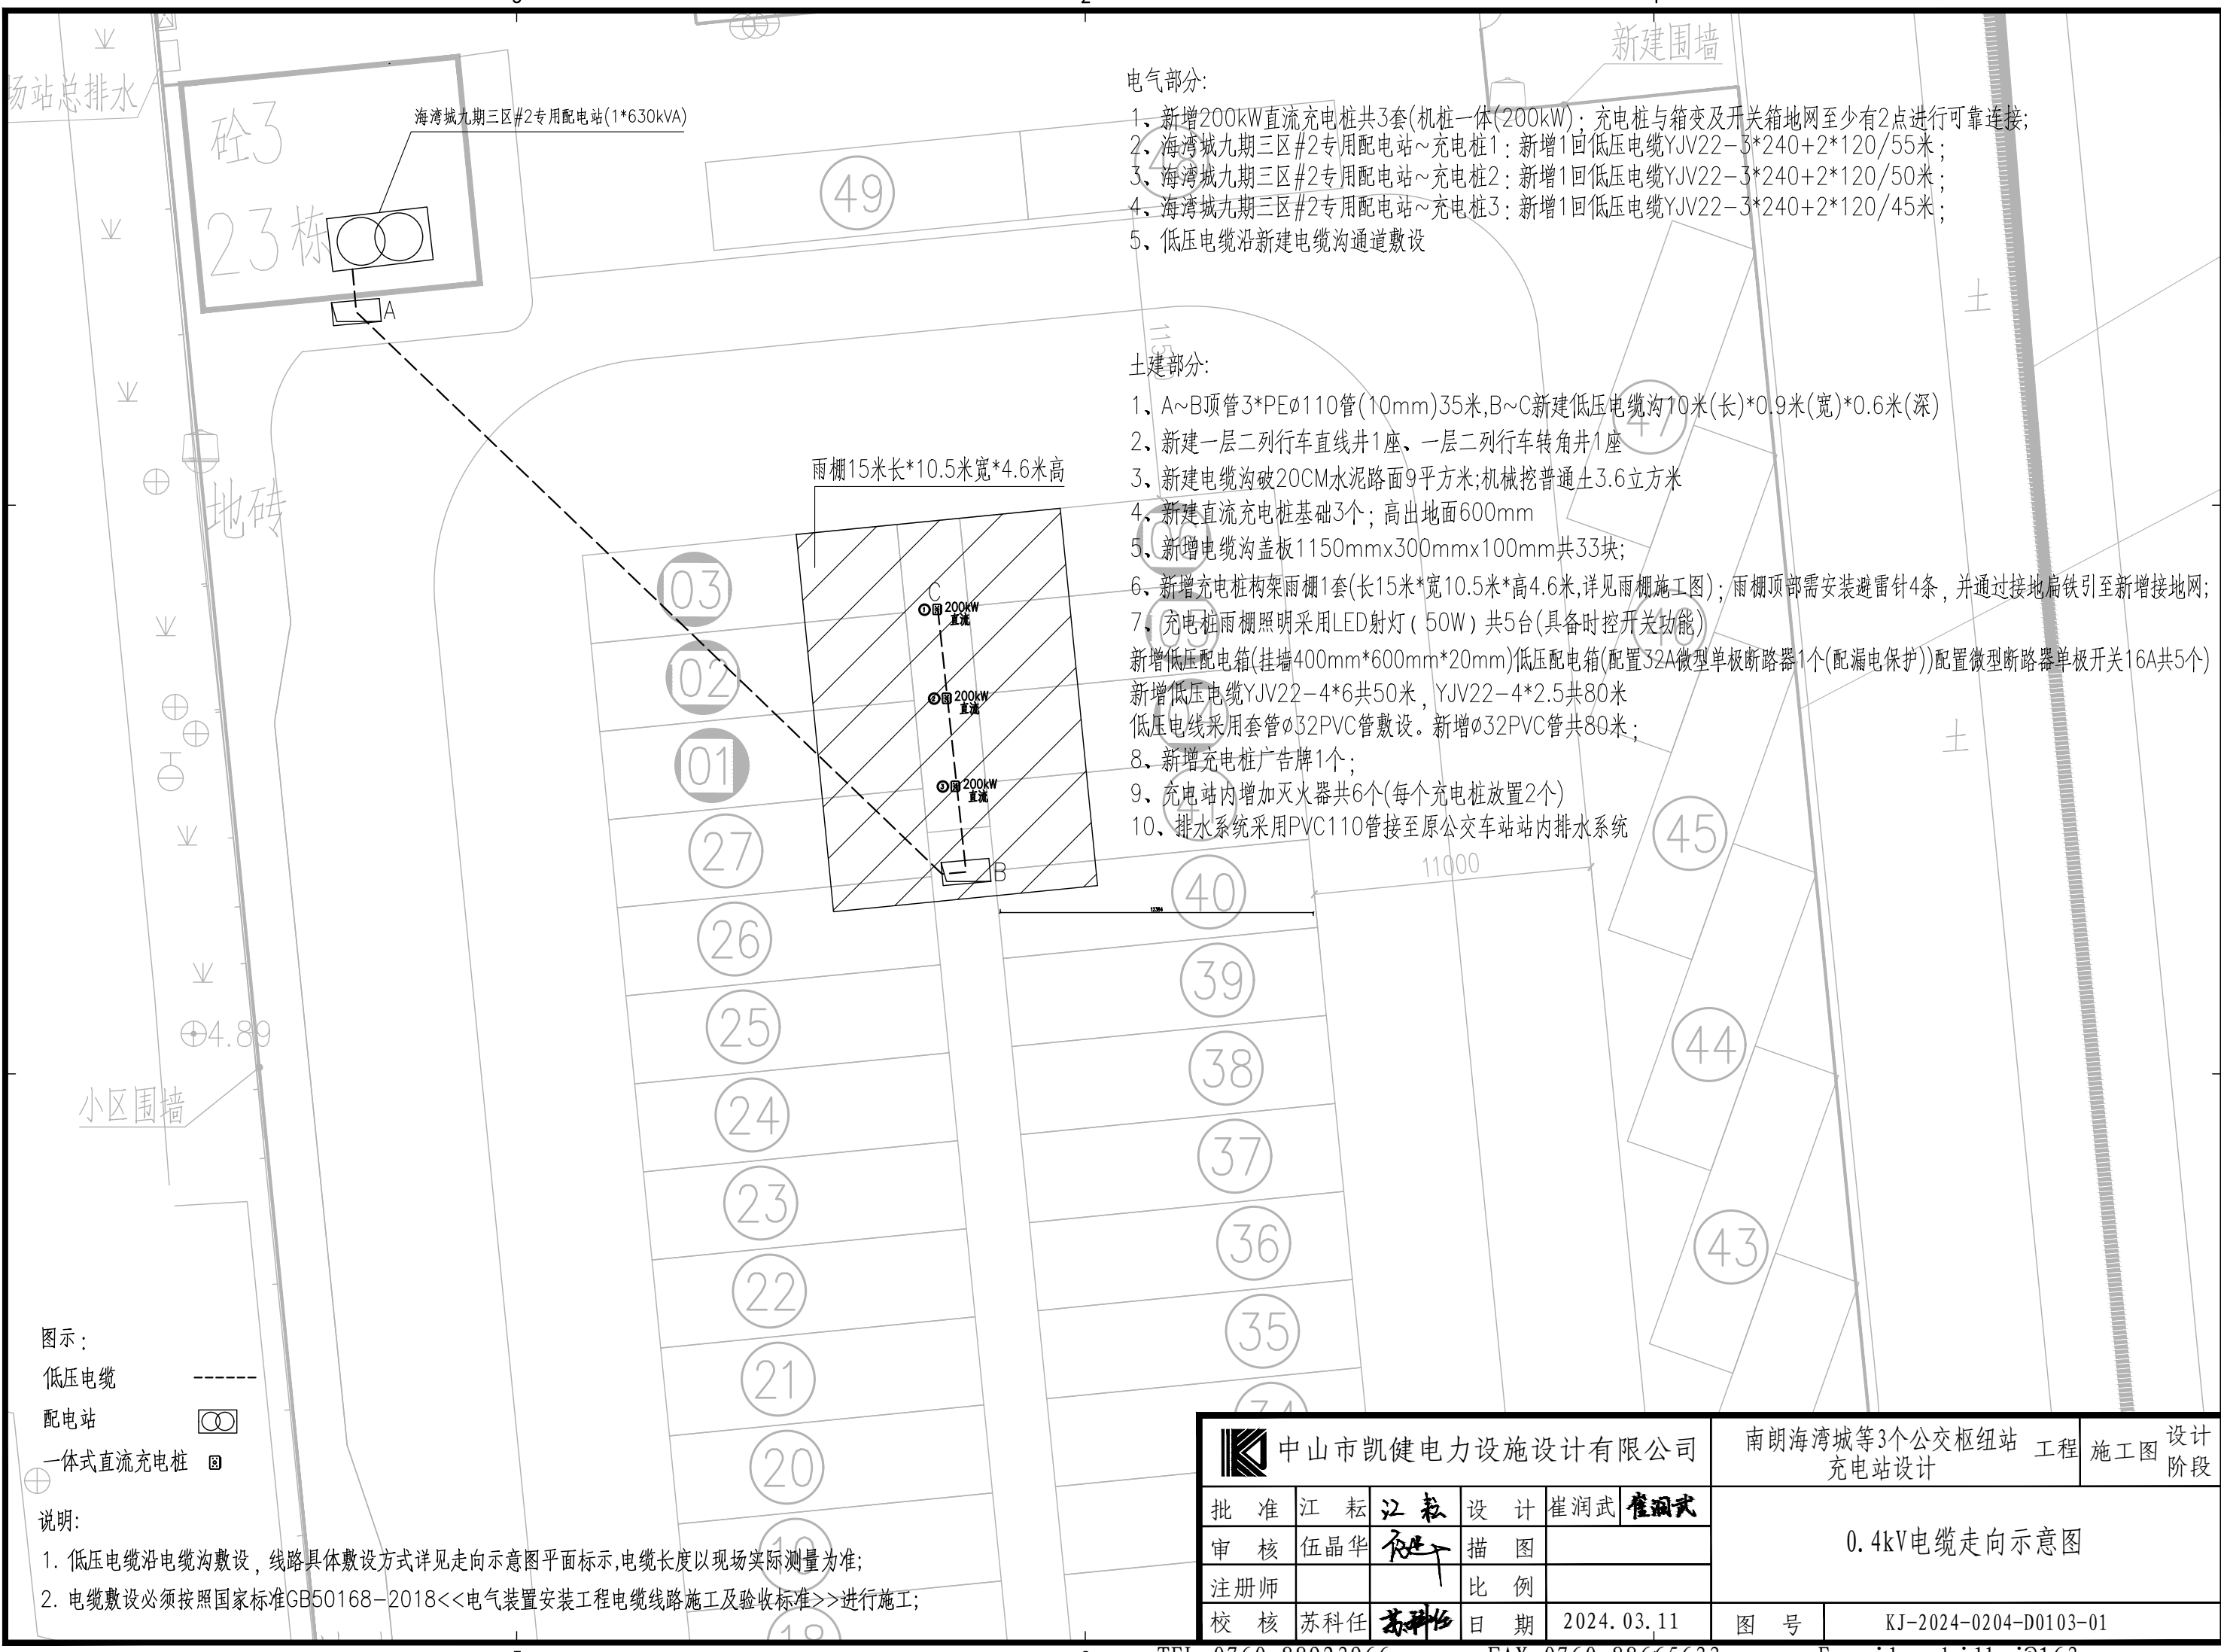 新建围墙
场站总排水
砼3
23栋
海湾城九期三区#2专用配电站(1*630kVA)
A
49
48
电气部分:
1、新增200kW直流充电桩共3套(机桩一体(200kW)；充电桩与箱变及开关箱地网至少有2点进行可靠连接;
2、海湾城九期三区#2专用配电站~充电桩1：新增1回低压电缆YJV22-3*240+2*120/55米；
3、海湾城九期三区#2专用配电站~充电桩2：新增1回低压电缆YJV22-3*240+2*120/50米；
4、海湾城九期三区#2专用配电站~充电桩3：新增1回低压电缆YJV22-3*240+2*120/45米；
5、低压电缆沿新建电缆沟通道敷设
土
土
土建部分:
1、A~B顶管3*PEø110管(10mm)35米,B~C新建低压电缆沟10米(长)*0.9米(宽)*0.6米(深)
2、新建一层二列行车直线井1座、一层二列行车转角井1座
3、新建电缆沟破20CM水泥路面9平方米;机械挖普通土3.6立方米
4、新建直流充电桩基础3个；高出地面600mm
5、新增电缆沟盖板1150mmx300mmx100mm共33块;
6、新增充电桩构架雨棚1套(长15米*宽10.5米*高4.6米,详见雨棚施工图)；雨棚顶部需安装避雷针4条，并通过接地扁铁引至新增接地网;
7、充电桩雨棚照明采用LED射灯（50W）共5台(具备时控开关功能)
新增低压配电箱(挂墙400mm*600mm*20mm)低压配电箱(配置32A微型单极断路器1个(配漏电保护))配置微型断路器单极开关16A共5个)
新增低压电缆YJV22-4*6共50米，YJV22-4*2.5共80米
低压电线采用套管ø32PVC管敷设。新增ø32PVC管共80米；
8、新增充电桩广告牌1个；
9、充电站内增加灭火器共6个(每个充电桩放置2个)
10、排水系统采用PVC110管接至原公交车站站内排水系统
地砖
雨棚15米长*10.5米宽*4.6米高
C
① 200kW
直流
② 200kW
直流
③ 200kW
直流
B
03
02
01
27
26
25
24
23
22
21
20
19
18
06
05
04
41
40
39
38
37
36
35
34
47
46
45
44
43
11000
4.89
小区围墙
图示：
低压电缆
配电站
一体式直流充电桩
说明:
1. 低压电缆沿电缆沟敷设，线路具体敷设方式详见走向示意图平面标示,电缆长度以现场实际测量为准;
2. 电缆敷设必须按照国家标准GB50168-2018<<电气装置安装工程电缆线路施工及验收标准>>进行施工;
中山市凯健电力设施设计有限公司
南朗海湾城等3个公交枢纽站充电站设计 工程 施工图 设计阶段
批 准 江 耘 江耘 设 计 崔润武 崔润武
审 核 伍晶华 描 图
注册师 比 例
校 核 苏科任 苏科任 日 期 2024.03.11
0.4kV电缆走向示意图
图 号 KJ-2024-0204-D0103-01